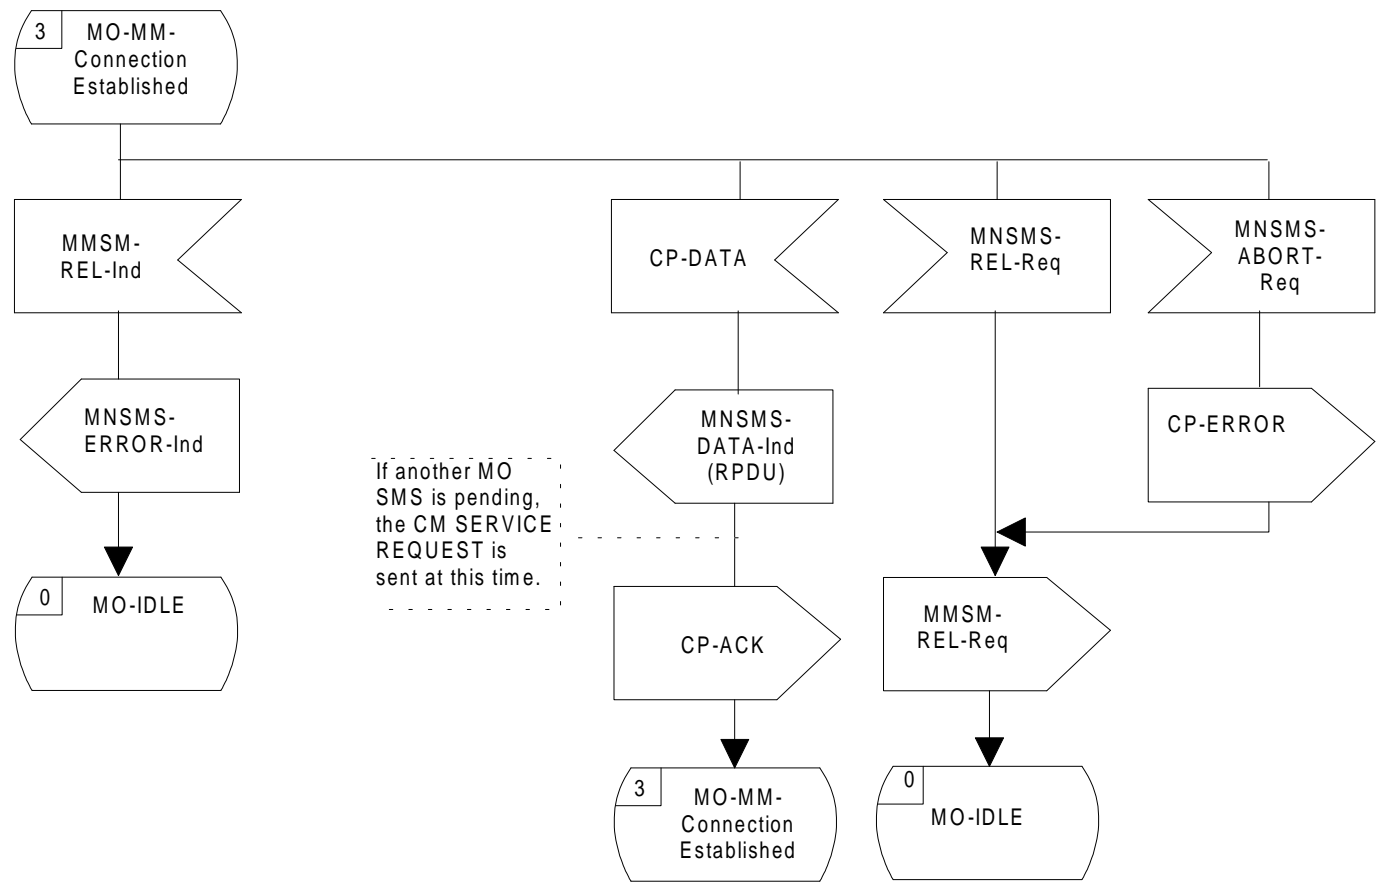 3
MO-MM-
Connection
Established
MMSM-
REL-Ind
CP-DATA
MNSMS-
REL-Req
MNSMS-
ABORT-
Req
MNSMS-
ERROR-Ind
MNSMS-
DATA-Ind
(RPDU)
CP-ERROR
If another MO
SMS is pending,
the CM SERVICE
REQUEST is
sent at this time.
0
MO-IDLE
CP-ACK
MMSM-
REL-Req
3
MO-MM-
Connection
Established
0
MO-IDLE